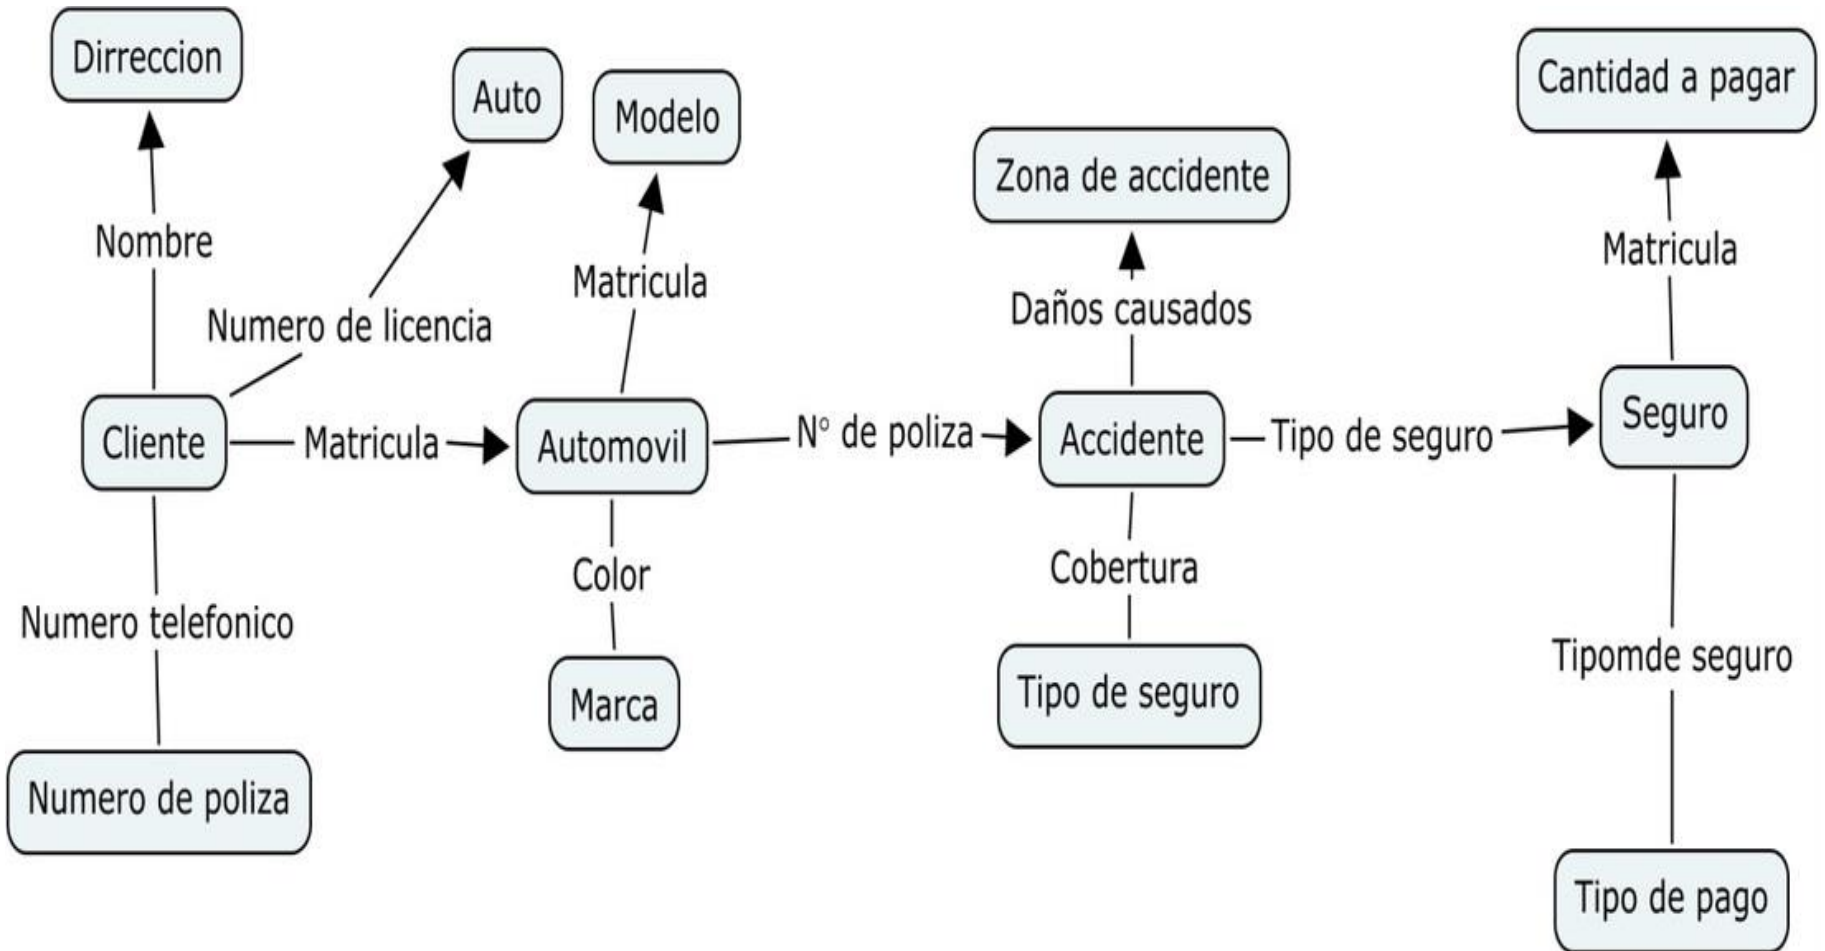 Dirreccion
Auto
Modelo
Cantidad a pagar
Zona de accidente
Nombre
Matricula
Matricula
Numero de licencia
Daños causados
Cliente
Matricula
Automovil
Nº de poliza
Accidente
Tipo de seguro
Seguro
Color
Cobertura
Numero telefonico
Tipomde seguro
Marca
Tipo de seguro
Numero de poliza
Tipo de pago